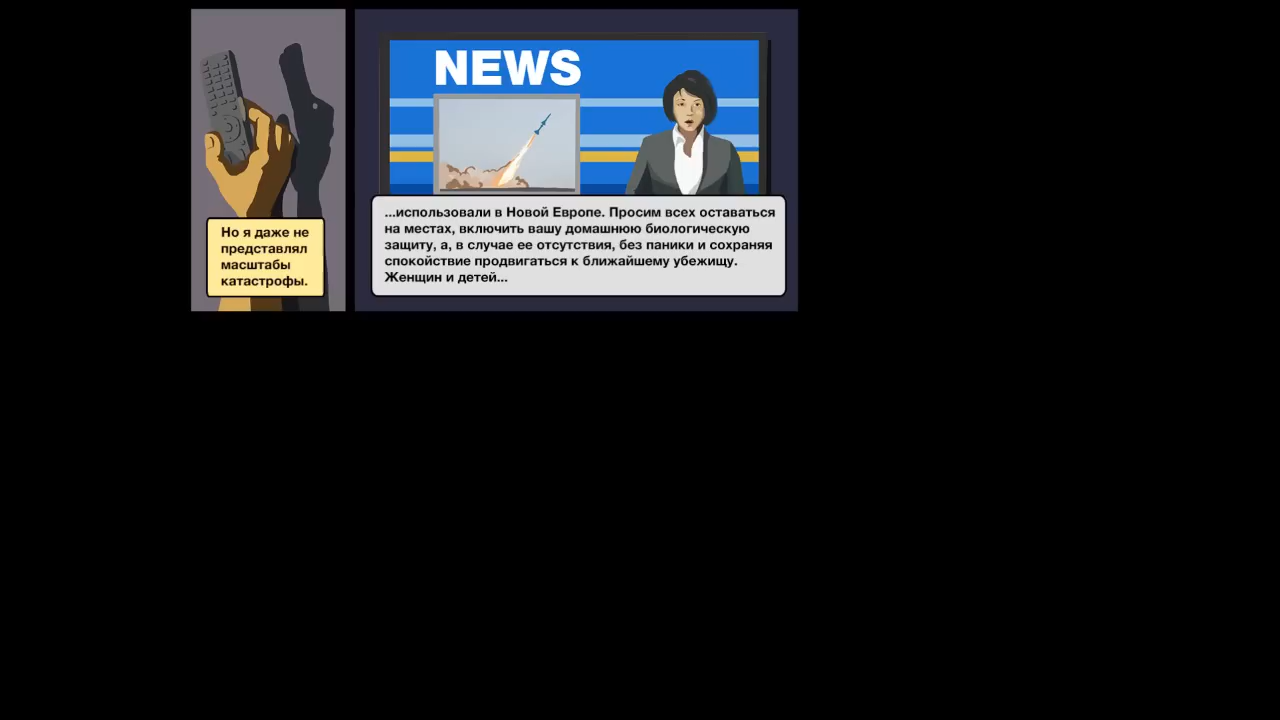 Но я даже не
представлял
масштабы
катастрофы.
NEWS
...использовали в Новой Европе. Просим всех оставаться
на местах, включить вашу домашнюю биологическую
защиту, а, в случае ее отсутствия, без паники и сохраняя
спокойствие продвигаться к ближайшему убежищу.
Женщин и детей...